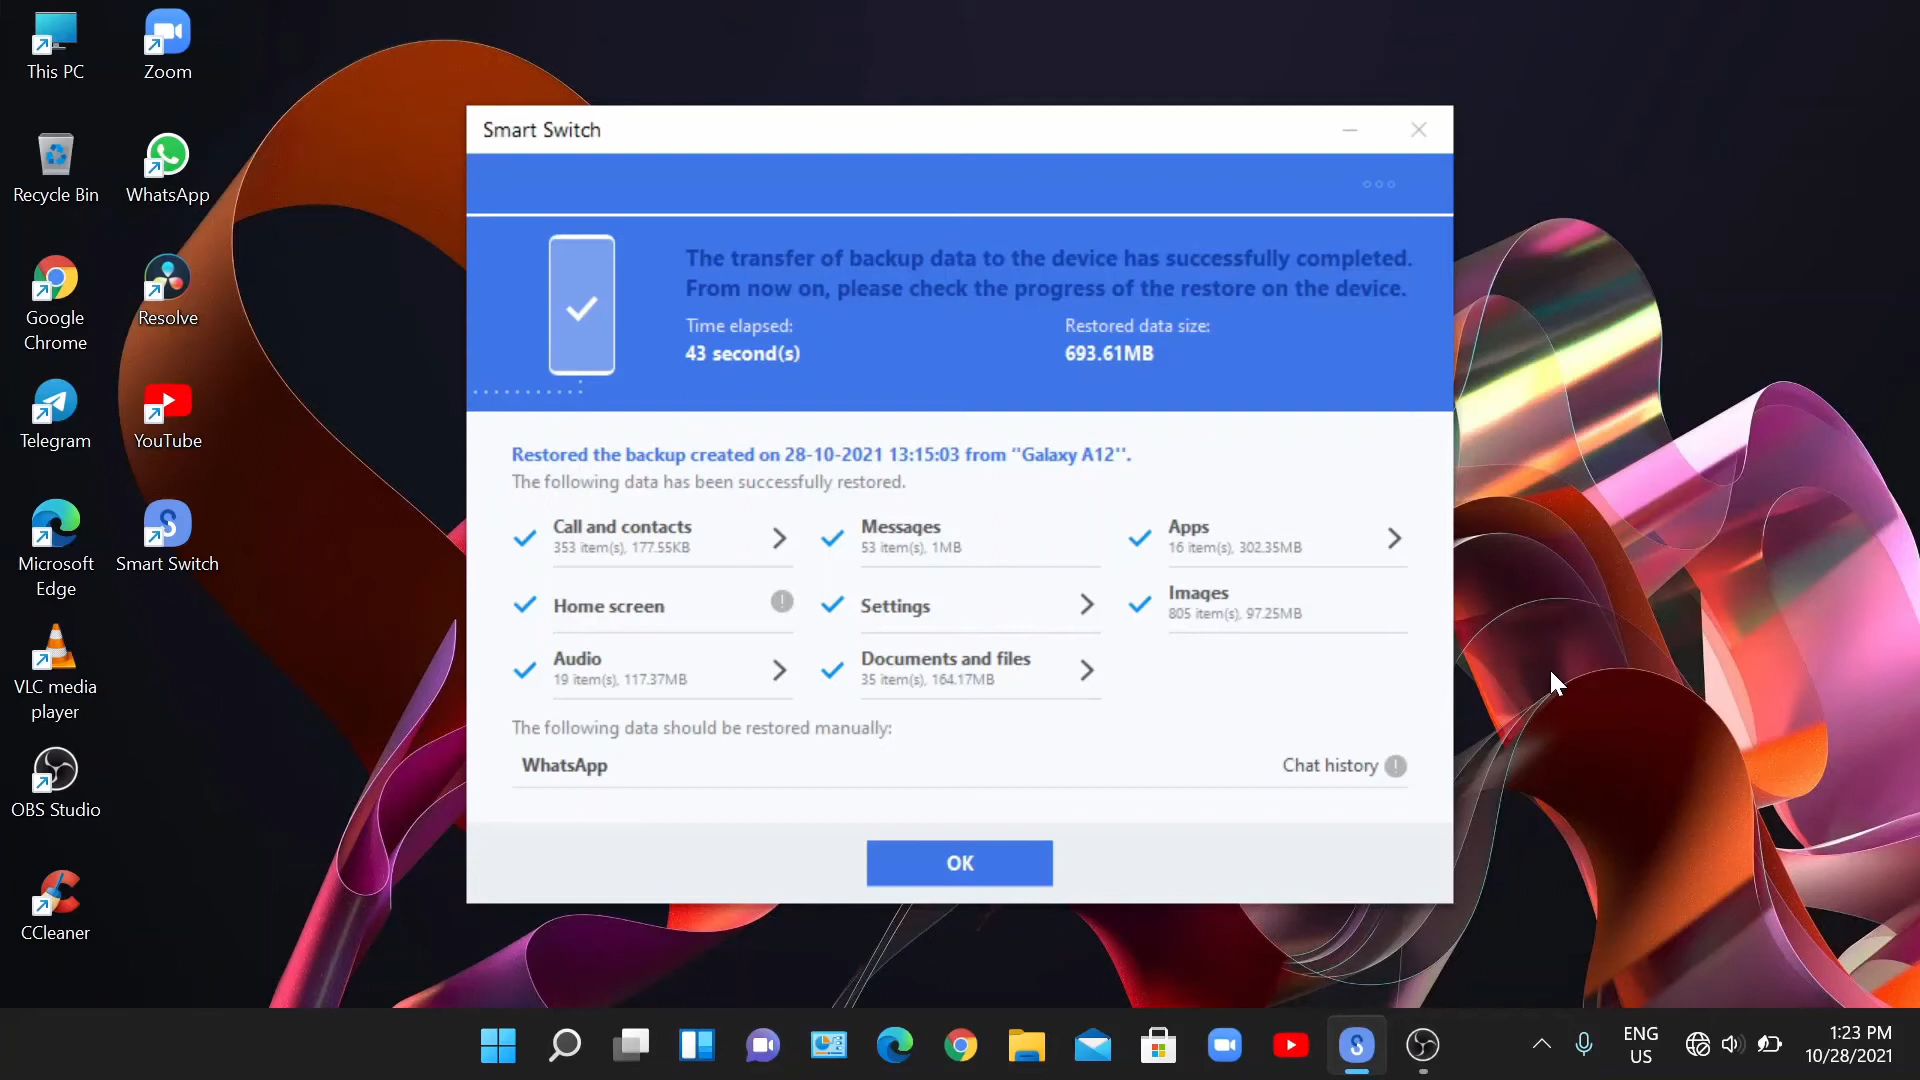 This PC
Zoom
Recycle Bin
WhatsApp
Google
Chrome
Resolve
Telegram
YouTube
Microsoft
Edge
Smart Switch
VLC media
player
OBS Studio
CCleaner
Smart Switch
The transfer of backup data to the device has successfully completed.
From now on, please check the progress of the restore on the device.
Time elapsed:
43 second(s)
Restored data size:
693.61MB
Restored the backup created on 28-10-2021 13:15:03 from "Galaxy A12".
The following data has been successfully restored.
Call and contacts
353 item(s), 177.55KB
Messages
53 item(s), 1MB
Apps
16 item(s), 302.35MB
Home screen
Settings
Images
805 item(s), 97.25MB
Audio
19 item(s), 117.37MB
Documents and files
35 item(s), 164.17MB
The following data should be restored manually:
WhatsApp
Chat history
OK
ENG
US
1:23 PM
10/28/2021